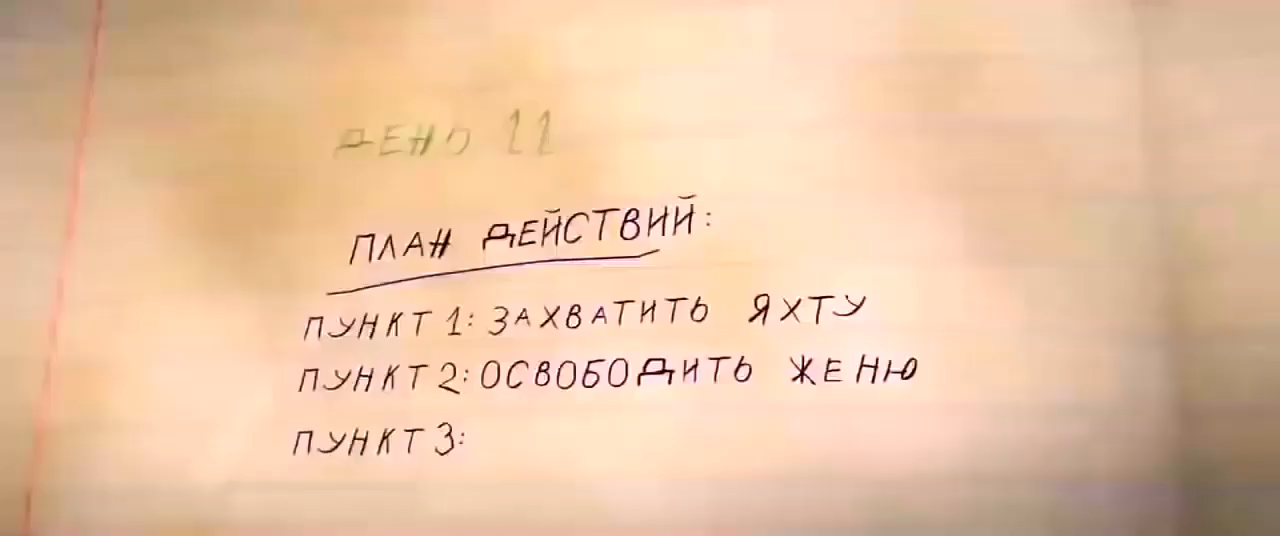 ДЕНЬ 11
ПЛАН ДЕЙСТВИЙ:
ПУНКТ 1: ЗАХВАТИТЬ ЯХТУ
ПУНКТ 2: ОСВОБОДИТЬ ЖЕНЮ
ПУНКТ 3: